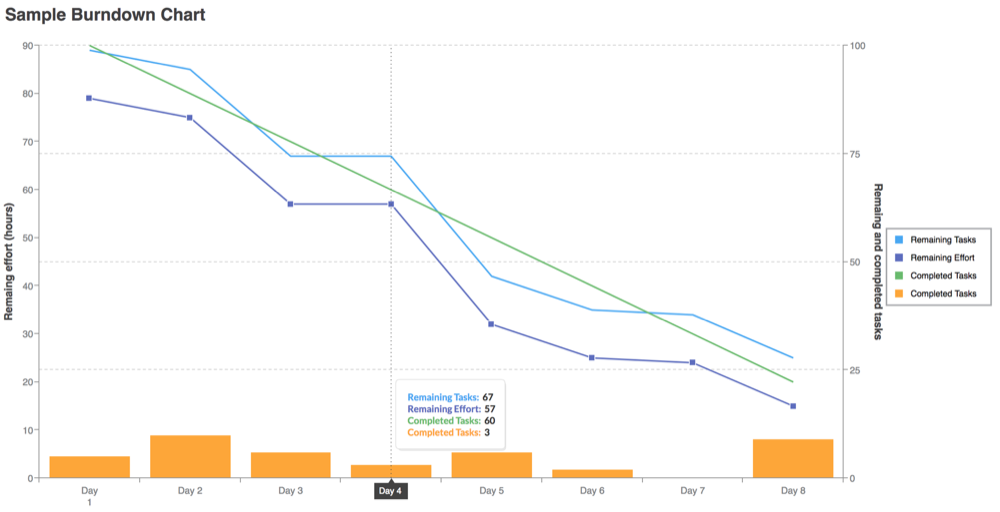 Sample Burndown Chart
90
80
70
60
50
40
30
20
10
0
Remaing effort (hours)
100
75
50
25
0
Remaing and completed tasks
Remaining Tasks
Remaining Effort
Completed Tasks
Completed Tasks
Remaining Tasks: 67
Remaining Effort: 57
Completed Tasks: 60
Completed Tasks: 3
Day
1
Day 2
Day 3
Day 4
Day 5
Day 6
Day 7
Day 8